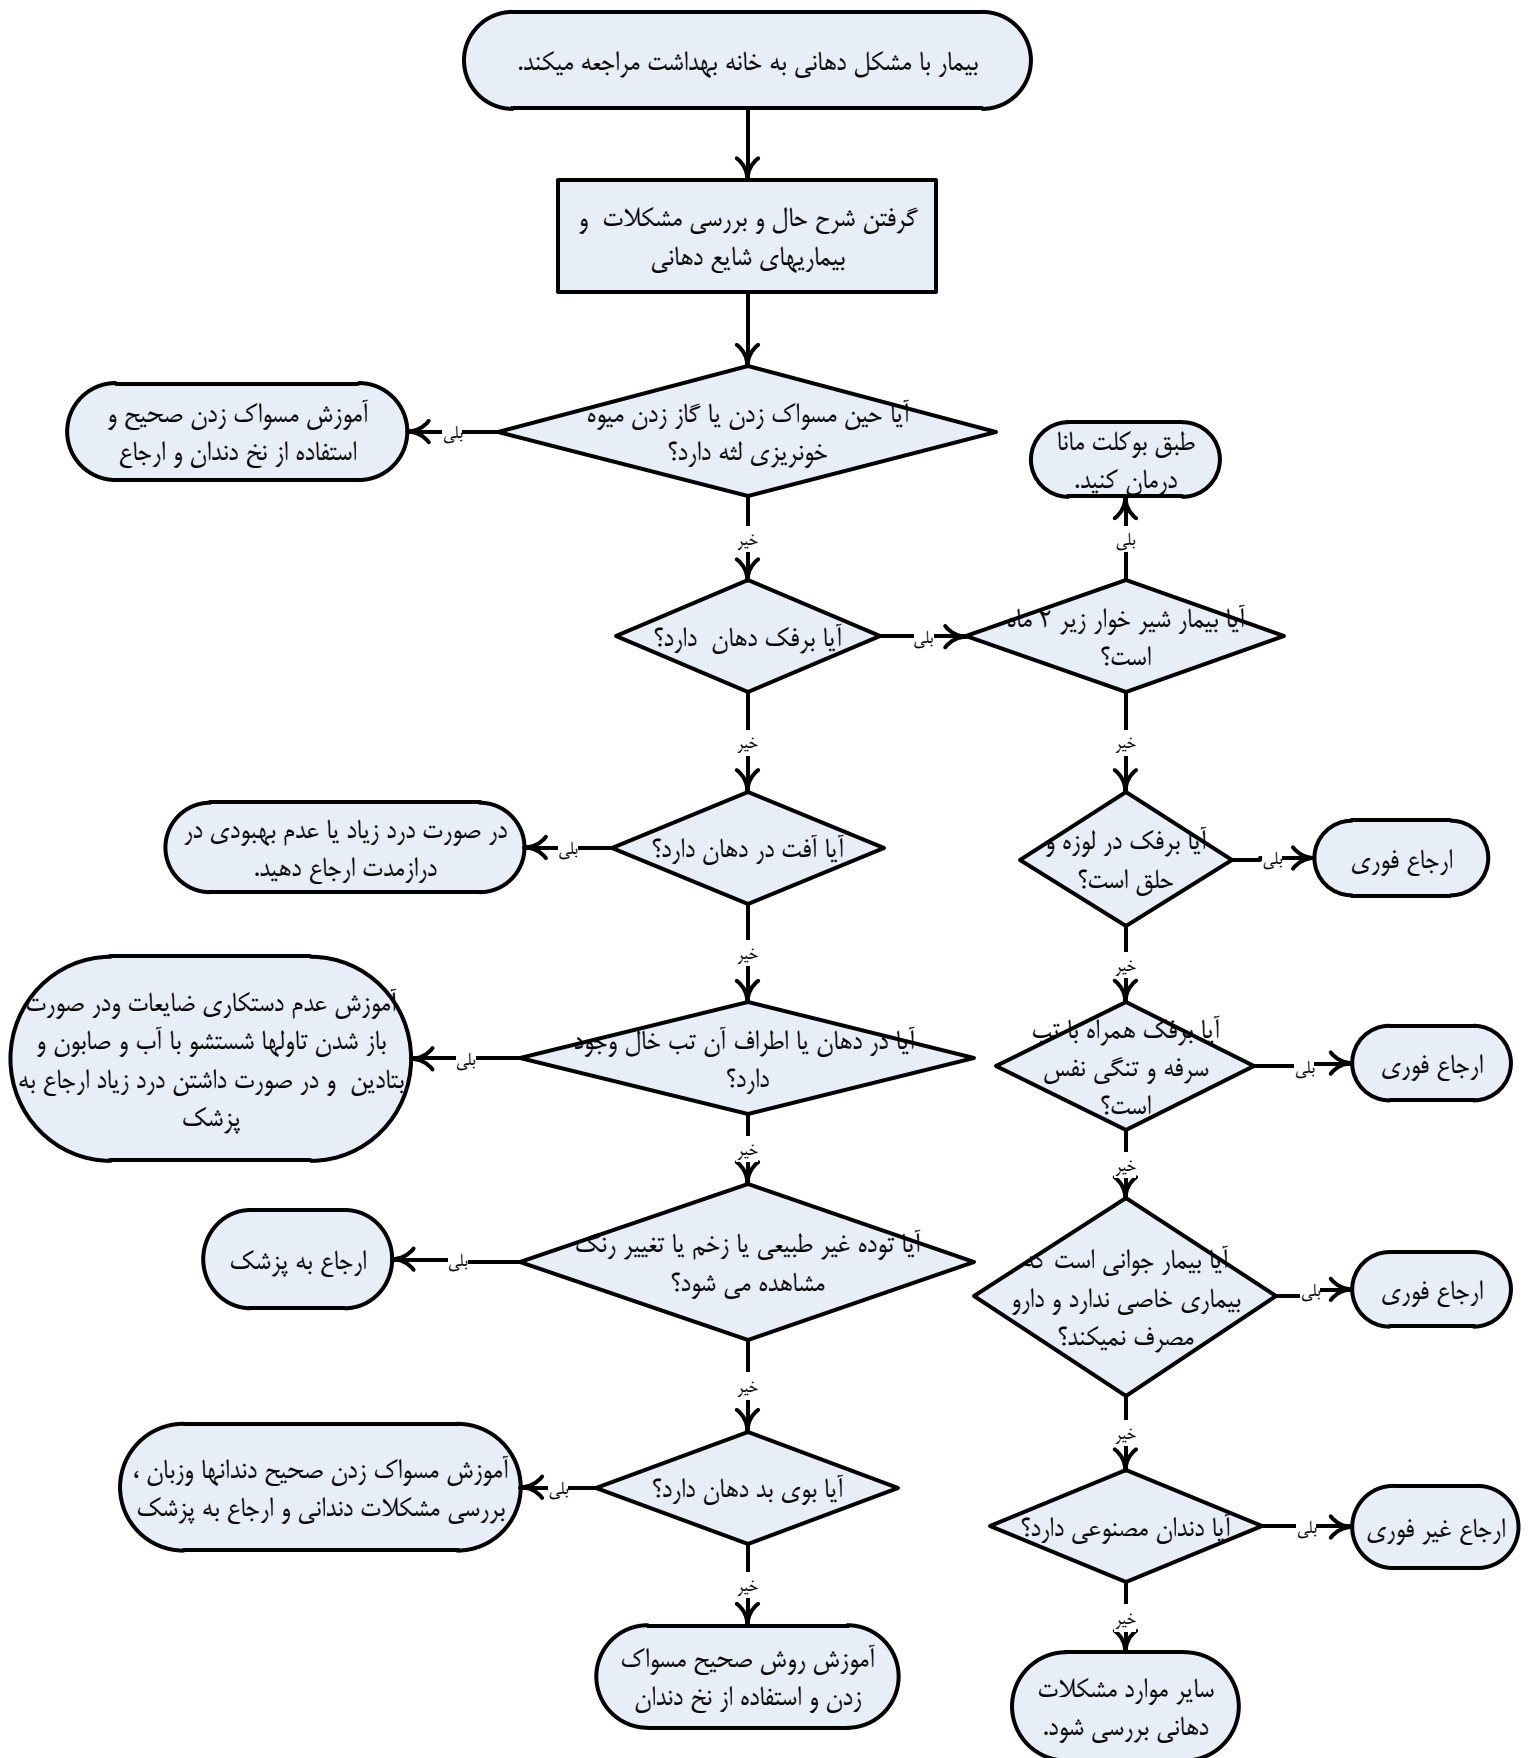 بیمار با مشکل دهانی به خانه بهداشت مراجعه میکند.
گرفتن شرح حال و بررسی مشکلات و
بیماریهای شایع دهانی
آیا حین مسواک زدن یا گاز زدن میوه
خونریزی لثه دارد؟
بلی
آموزش مسواک زدن صحیح و
استفاده از نخ دندان و ارجاع
خیر
آیا برفک دهان دارد؟
بلی
آیا بیمار شیر خوار زیر ۲ ماه
است؟
بلی
طبق بوکلت مانا
درمان کنید.
خیر
آیا برفک در لوزه و
حلق است؟
بلی
ارجاع فوری
خیر
آیا برفک همراه با تب
سرفه و تنگی نفس
است؟
بلی
ارجاع فوری
خیر
آیا بیمار جوانی است که
بیماری خاصی ندارد و دارو
مصرف نمیکند؟
بلی
ارجاع فوری
خیر
آیا دندان مصنوعی دارد؟
بلی
ارجاع غیر فوری
خیر
سایر موارد مشکلات
دهانی بررسی شود.
خیر
آیا آفت در دهان دارد؟
بلی
در صورت درد زیاد یا عدم بهبودی در
درازمدت ارجاع دهید.
خیر
آیا در دهان یا اطراف آن تب خال وجود
دارد؟
بلی
آموزش عدم دستکاری ضایعات ودر صورت
باز شدن تاولها شستشو با آب و صابون و
بتادین و در صورت داشتن درد زیاد ارجاع به
پزشک
خیر
آیا توده غیر طبیعی یا زخم یا تغییر رنگ
مشاهده می شود؟
بلی
ارجاع به پزشک
خیر
آیا بوی بد دهان دارد؟
بلی
آموزش مسواک زدن صحیح دندانها وزبان ،
بررسی مشکلات دندانی و ارجاع به پزشک
خیر
آموزش روش صحیح مسواک
زدن و استفاده از نخ دندان